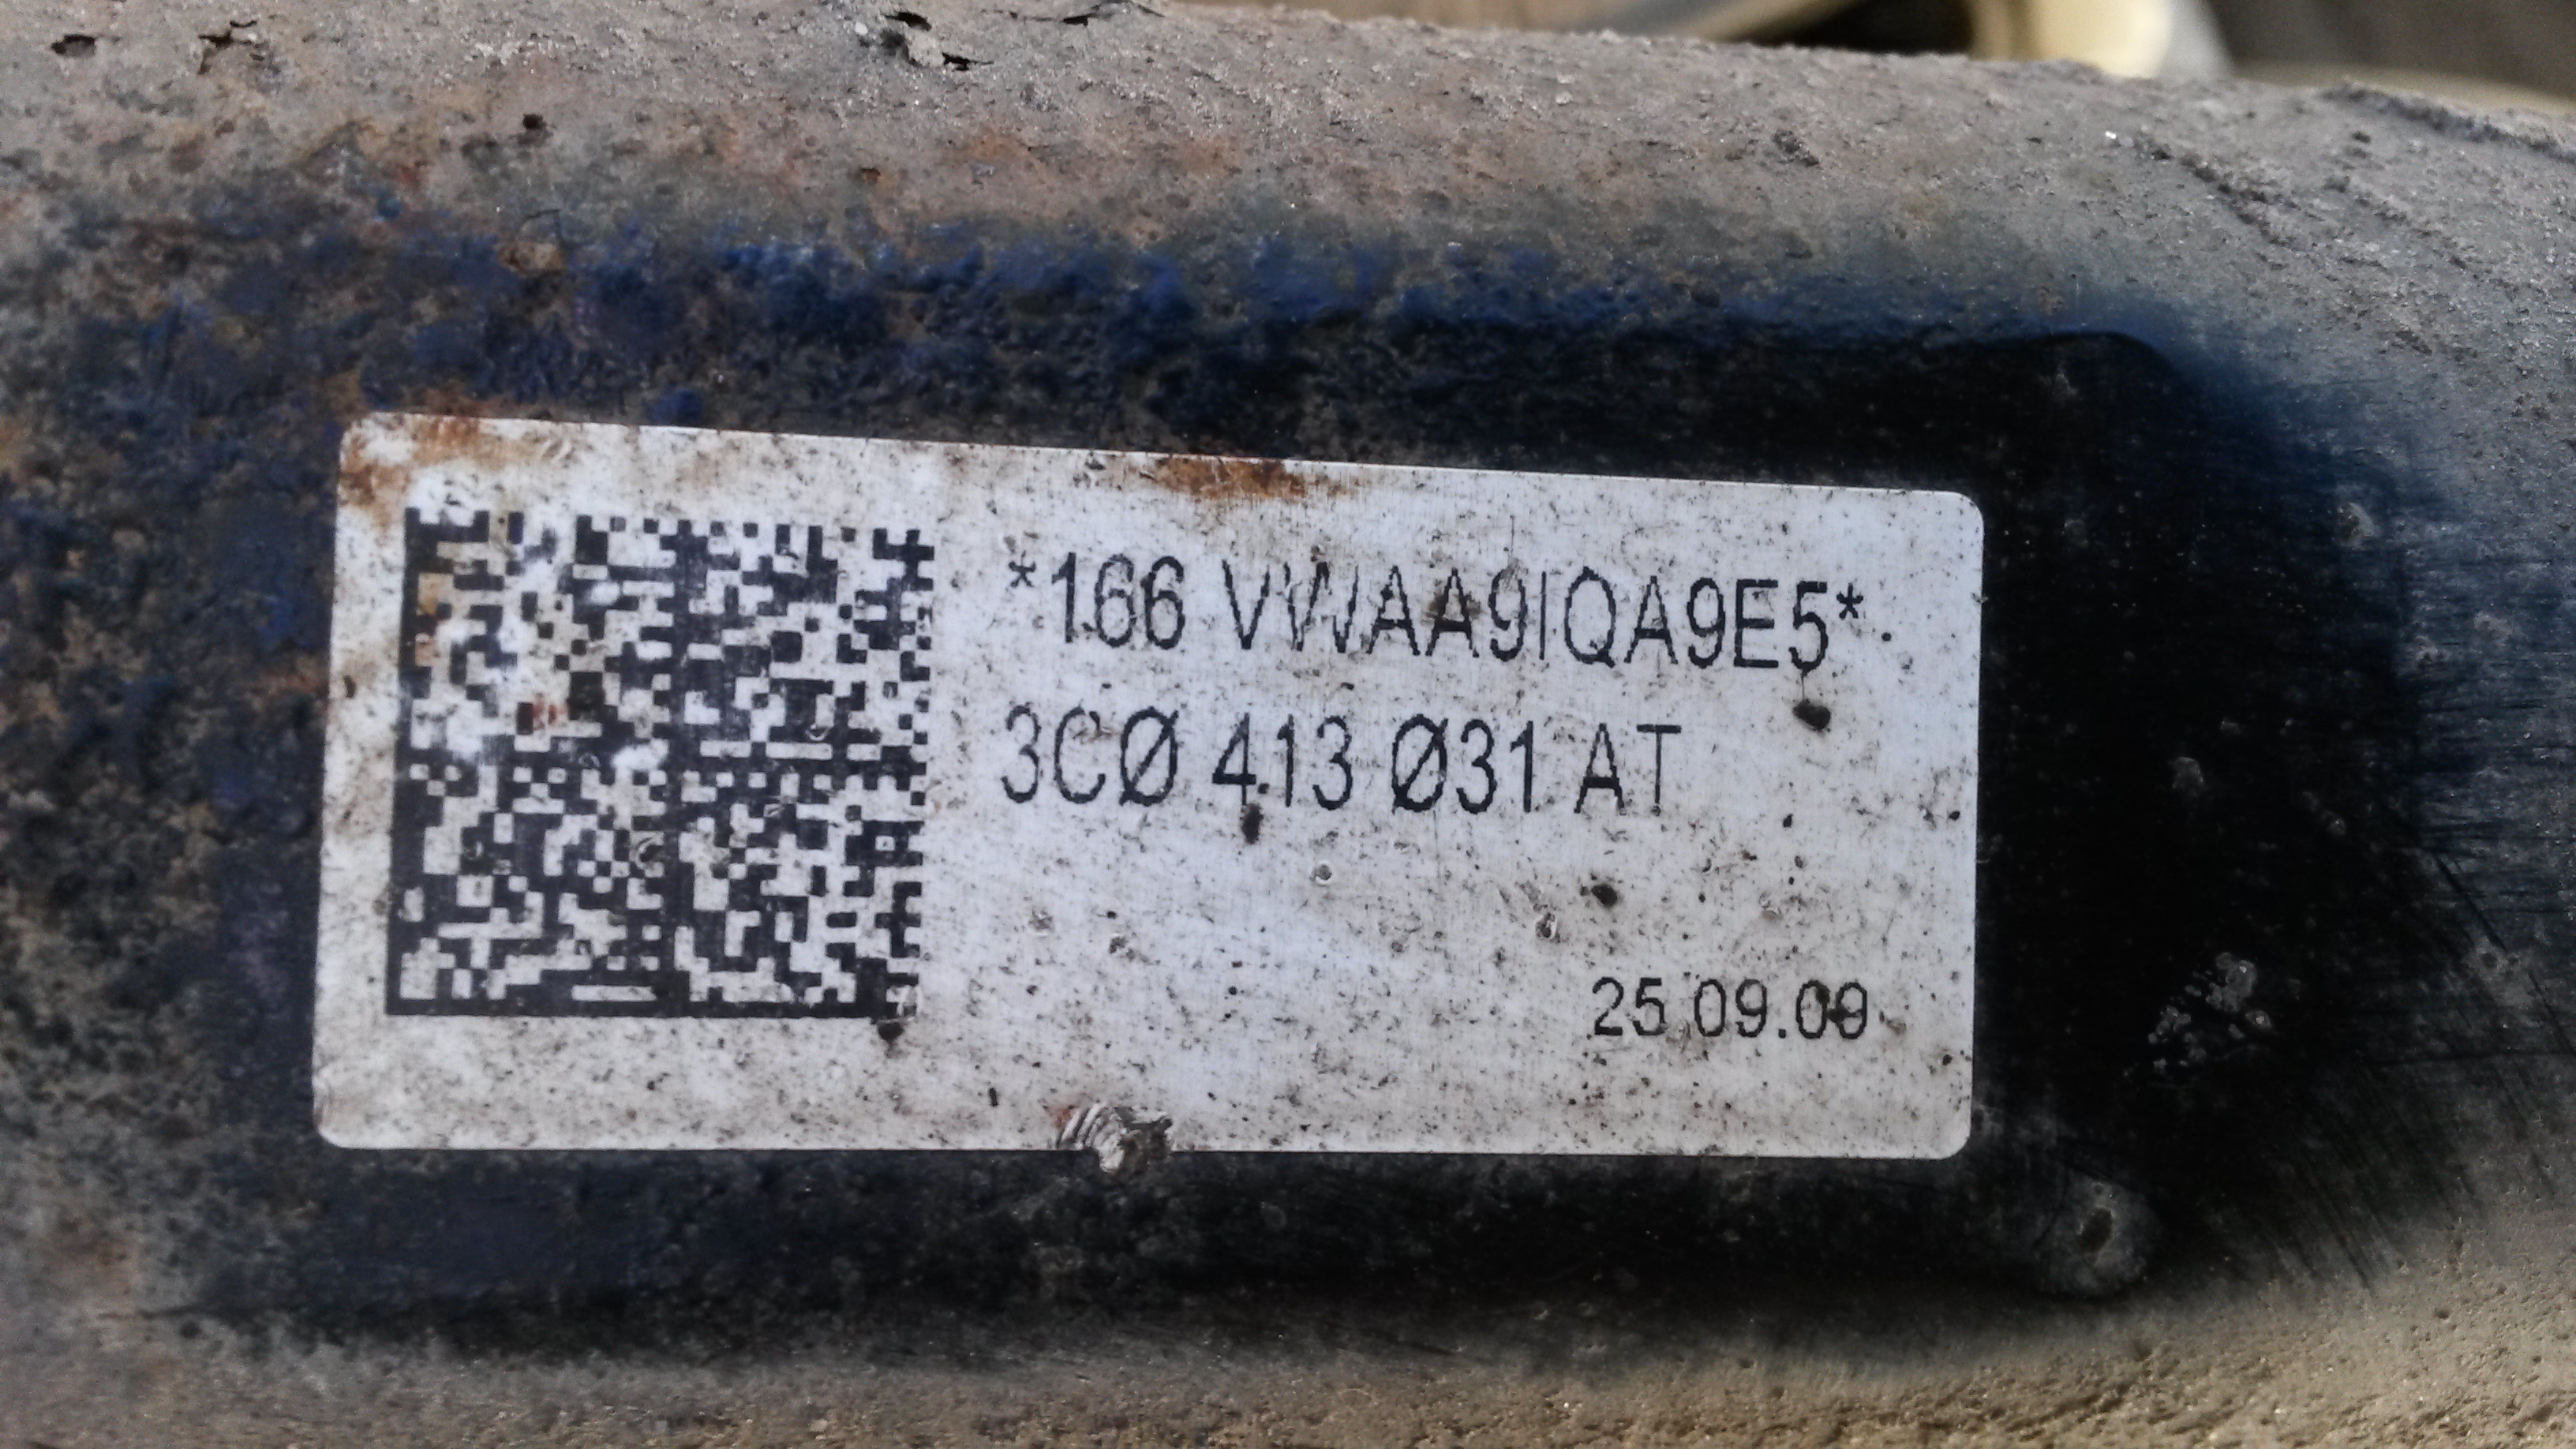 *166 VWAA9IQA9E5*
3CØ 413 Ø31 AT
25.09.09